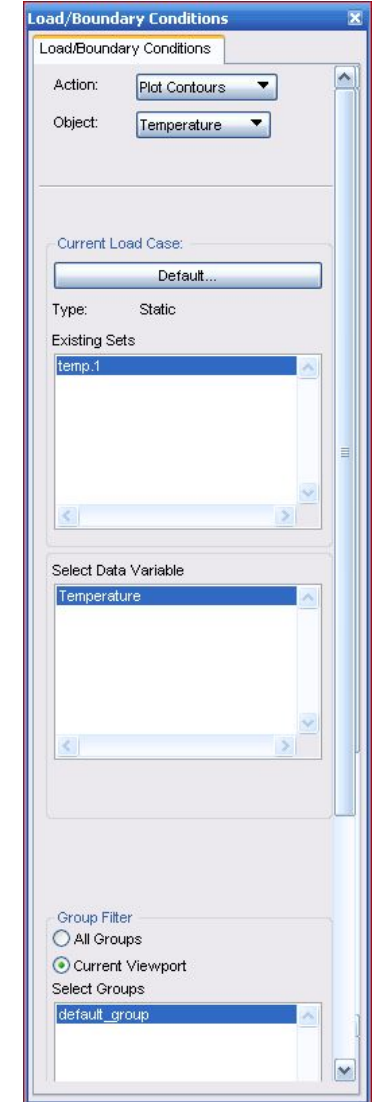 Load/Boundary Conditions
Load/Boundary Conditions
Action: Plot Contours
Object: Temperature
Current Load Case:
Default...
Type: Static
Existing Sets
temp.1
Select Data Variable
Temperature
Group Filter
All Groups
Current Viewport
Select Groups
default_group